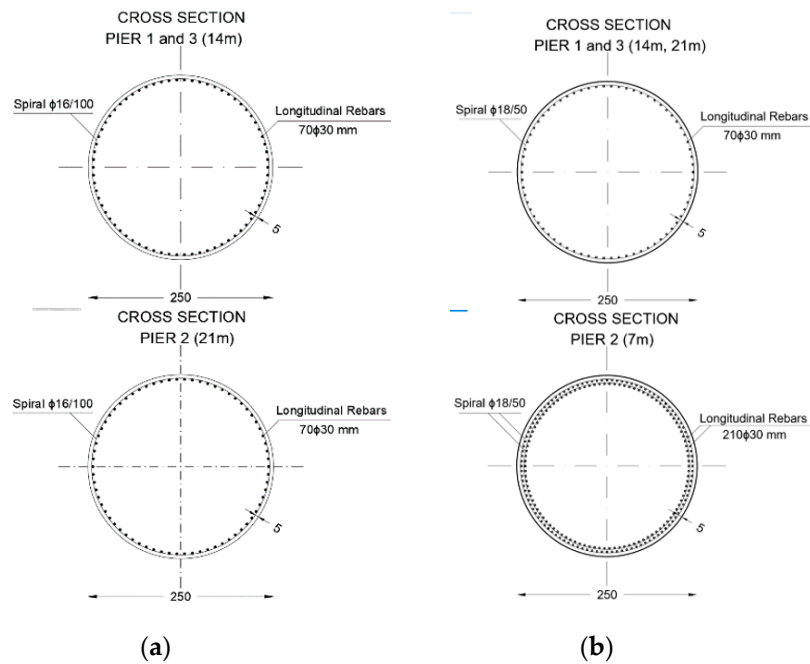 CROSS SECTION
PIER 1 and 3 (14m)
Spiral ϕ16/100
Longitudinal Rebars
70ϕ30 mm
5
250
CROSS SECTION
PIER 2 (21m)
Spiral ϕ16/100
Longitudinal Rebars
70ϕ30 mm
5
250
(a)
CROSS SECTION
PIER 1 and 3 (14m, 21m)
Spiral ϕ18/50
Longitudinal Rebars
70ϕ30 mm
5
250
CROSS SECTION
PIER 2 (7m)
Spiral ϕ18/50
Longitudinal Rebars
210ϕ30 mm
5
250
(b)